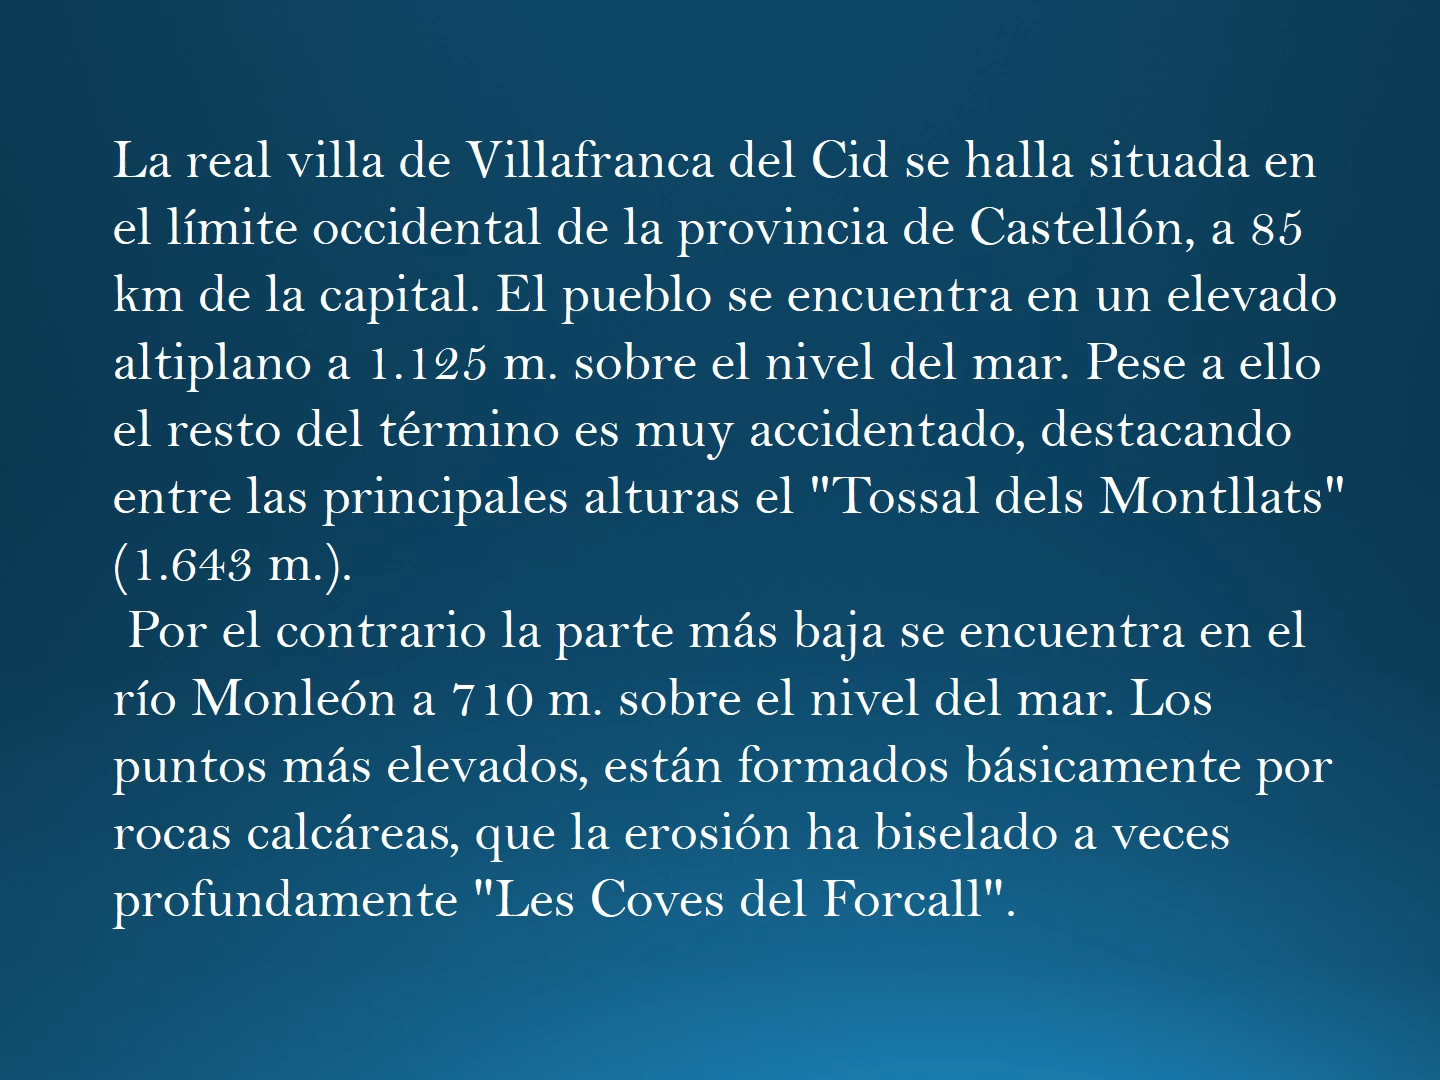 La real villa de Villafranca del Cid se halla situada en
el límite occidental de la provincia de Castellón, a 85
km de la capital. El pueblo se encuentra en un elevado
altiplano a 1.125 m. sobre el nivel del mar. Pese a ello
el resto del término es muy accidentado, destacando
entre las principales alturas el "Tossal dels Montllats"
(1.643 m.).
Por el contrario la parte más baja se encuentra en el
río Monleón a 710 m. sobre el nivel del mar. Los
puntos más elevados, están formados básicamente por
rocas calcáreas, que la erosión ha biselado a veces
profundamente "Les Coves del Forcall".